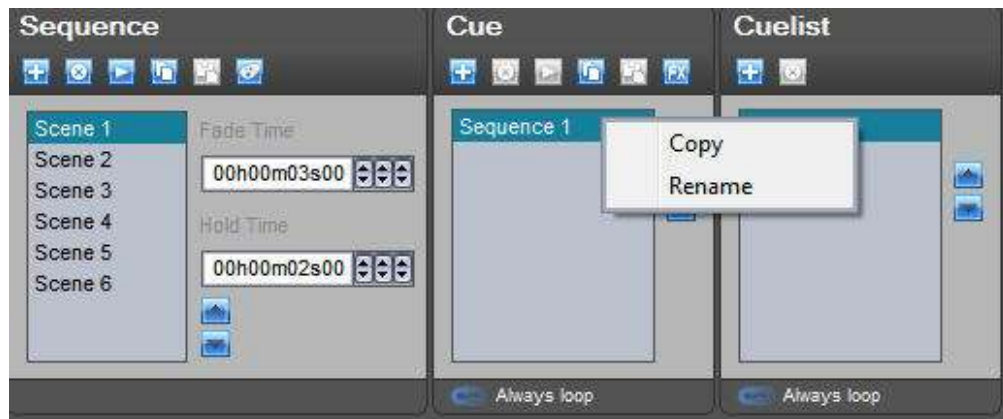 Sequence
Cue
Cuelist
FX
Scene 1
Scene 2
Scene 3
Scene 4
Scene 5
Scene 6
Fade Time
00h00m03s00
Hold Time
00h00m02s00
Sequence 1
Copy
Rename
Always loop
Always loop